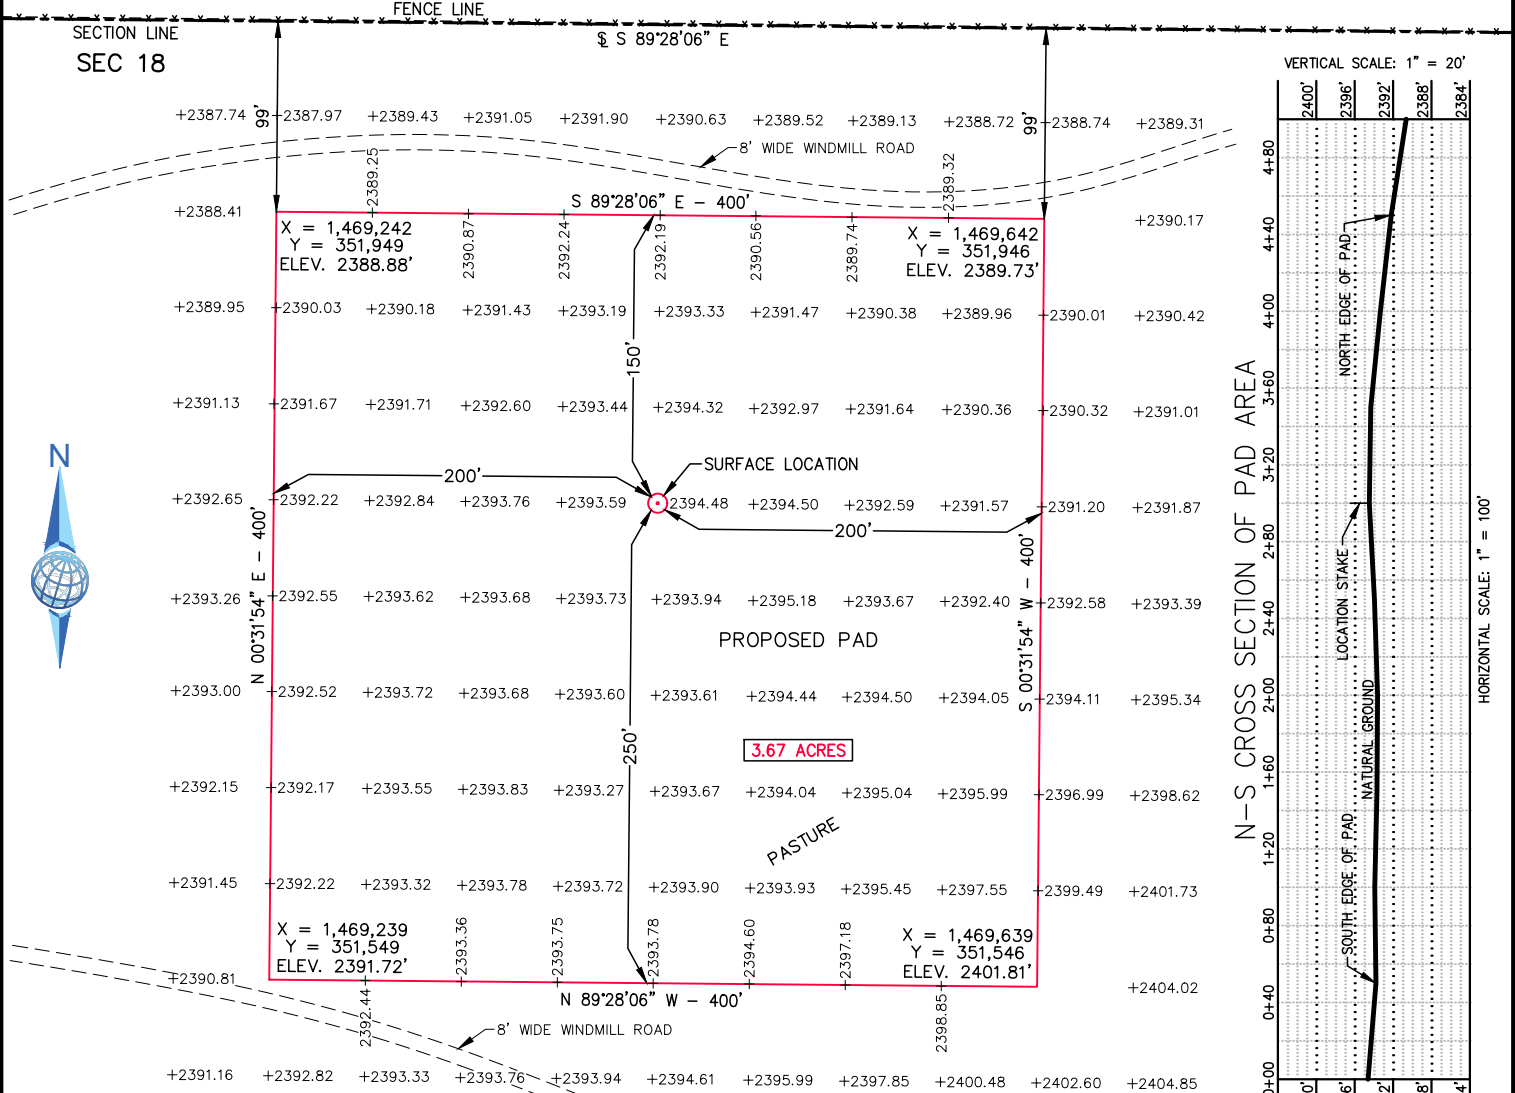 FENCE LINE
SECTION LINE
SEC 18
℄ S 89°28'06" E
99'
99'
+2387.74 +2387.97 +2389.43 +2391.05 +2391.90 +2390.63 +2389.52 +2389.13 +2388.72 +2388.74 +2389.31
8' WIDE WINDMILL ROAD
2389.25
2389.32
S 89°28'06" E - 400'
+2388.41
+2390.17
X = 1,469,242
Y = 351,949
ELEV. 2388.88'
2390.87
2392.24
2392.19
2390.56
2389.74
X = 1,469,642
Y = 351,946
ELEV. 2389.73'
+2389.95 +2390.03 +2390.18 +2391.43 +2393.19 +2393.33 +2391.47 +2390.38 +2389.96 +2390.01 +2390.42
150'
+2391.13 +2391.67 +2391.71 +2392.60 +2393.44 +2394.32 +2392.97 +2391.64 +2390.36 +2390.32 +2391.01
N
SURFACE LOCATION
200'
+2392.65 +2392.22 +2392.84 +2393.76 +2393.59 2394.48 +2394.50 +2392.59 +2391.57 +2391.20 +2391.87
200'
N 00°31'54" E - 400'
S 00°31'54" W - 400'
+2393.26 +2392.55 +2393.62 +2393.68 +2393.73 +2393.94 +2395.18 +2393.67 +2392.40 +2392.58 +2393.39
PROPOSED PAD
+2393.00 +2392.52 +2393.72 +2393.68 +2393.60 +2393.61 +2394.44 +2394.50 +2394.05 +2394.11 +2395.34
250'
3.67 ACRES
+2392.15 +2392.17 +2393.55 +2393.83 +2393.27 +2393.67 +2394.04 +2395.04 +2395.99 +2396.99 +2398.62
PASTURE
+2391.45 +2392.22 +2393.32 +2393.78 +2393.72 +2393.90 +2393.93 +2395.45 +2397.55 +2399.49 +2401.73
X = 1,469,239
Y = 351,549
ELEV. 2391.72'
2393.36
2393.75
2393.78
2394.60
2397.18
X = 1,469,639
Y = 351,546
ELEV. 2401.81'
+2390.81
+2404.02
N 89°28'06" W - 400'
2392.44
2398.85
8' WIDE WINDMILL ROAD
+2391.16 +2392.82 +2393.33 +2393.76 +2393.94 +2394.61 +2395.99 +2397.85 +2400.48 +2402.60 +2404.85
N-S CROSS SECTION OF PAD AREA
VERTICAL SCALE: 1" = 20'
2400' 2396' 2392' 2388' 2384'
4+80
4+40
4+00
3+60
3+20
2+80
2+40
2+00
1+60
1+20
0+80
0+40
0+00
NORTH EDGE OF PAD
LOCATION STAKE
NATURAL GROUND
SOUTH EDGE OF PAD
HORIZONTAL SCALE: 1" = 100'